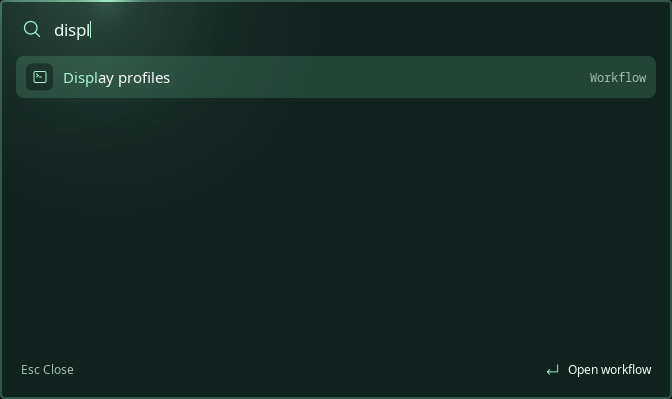 displ
Display profiles
Workflow
Esc Close
Open workflow